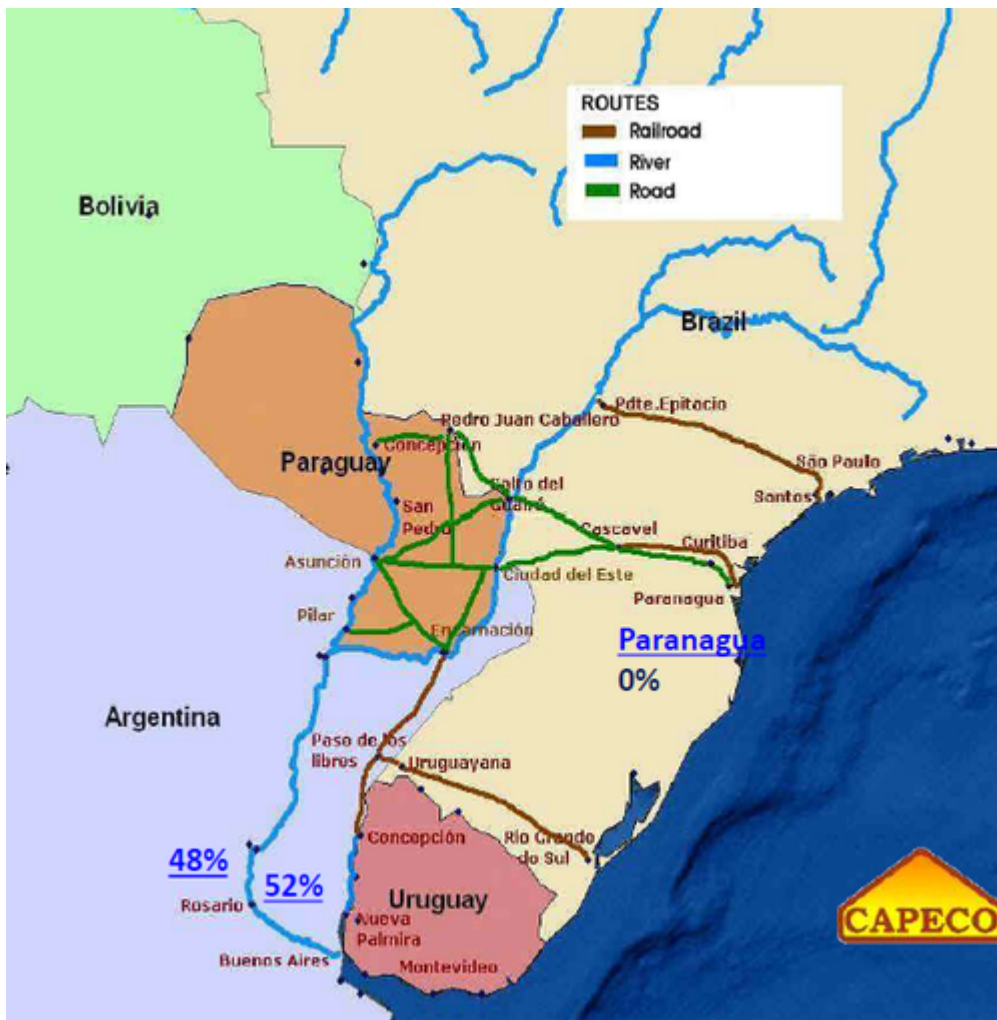 ROUTES
Railroad
River
Road
Bolivia
Brazil
Pdte.Epitacio
Pedro Juan Caballero
Concepción
Paraguay
São Paulo
Santos
Salto del
Guairá
San
Pedro
Cascavel
Curitiba
Asunción
Ciudad del Este
Paranagua
Pilar
Encarnación
Paranagua
0%
Argentina
Paso de los
libres
Uruguayana
Concepción
Rio Grande
do Sul
48%
52%
Rosario
Uruguay
Nueva
Palmira
CAPECO
Buenos Aires
Montevideo